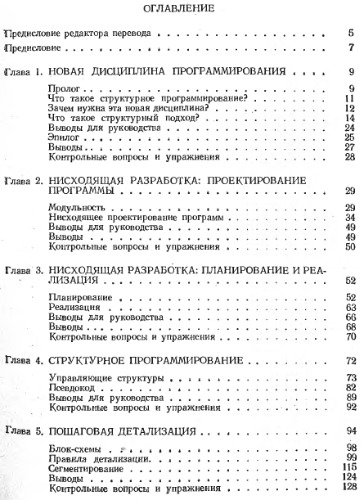 ОГЛАВЛЕНИЕ
Предисловие редактора перевода 5
Предисловие 7
Глава 1. НОВАЯ ДИСЦИПЛИНА ПРОГРАММИРОВАНИЯ 9
Пролог 9
Что такое структурное программирование? 11
Зачем нужна эта новая дисциплина? 12
Что такое структурный подход? 14
Выводы для руководства 24
Эпилог 25
Выводы 27
Контрольные вопросы и упражнения 28
Глава 2. НИСХОДЯЩАЯ РАЗРАБОТКА: ПРОЕКТИРОВАНИЕ
ПРОГРАММЫ 29
Модульность 29
Нисходящее проектирование программ 34
Выводы для руководства 49
Выводы 49
Контрольные вопросы и упражнения 50
Глава 3. НИСХОДЯЩАЯ РАЗРАБОТКА: ПЛАНИРОВАНИЕ И РЕА-
ЛИЗАЦИЯ 52
Планирование 52
Реализация 63
Выводы для руководства 66
Выводы 68
Контрольные вопросы и упражнения 70
Глава 4. СТРУКТУРНОЕ ПРОГРАММИРОВАНИЕ 72
Управляющие структуры 73
Псевдокод 82
Выводы для руководства 89
Контрольные вопросы и упражнения 92
Глава 5. ПОШАГОВАЯ ДЕТАЛИЗАЦИЯ 94
Блок-схемы 98
Правила детализации 99
Сегментирование 115
Выводы 124
Контрольные вопросы и упражнения 128